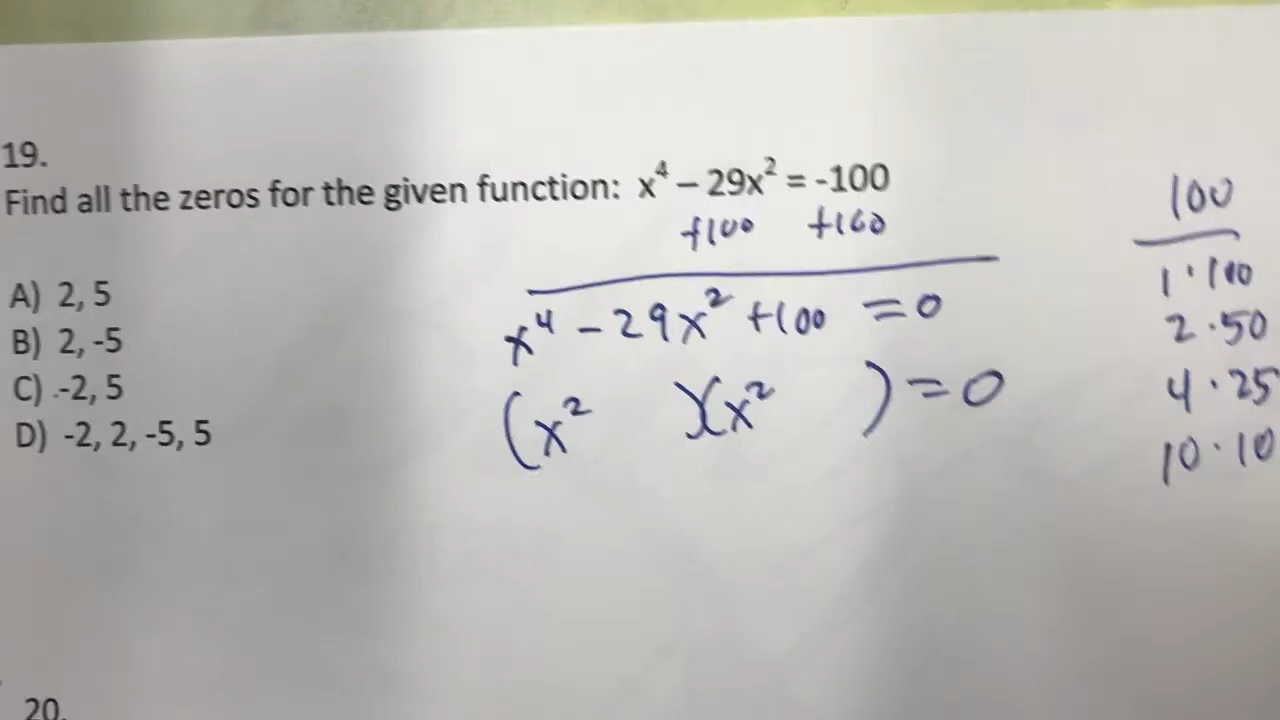 19.
Find all the zeros for the given function: x⁴ – 29x² = -100
+100 +100
A) 2, 5
B) 2, -5
C) -2, 5
D) -2, 2, -5, 5
x⁴ - 29x² +100 = 0
(x² )(x² ) = 0
100
1 · 100
2 · 50
4 · 25
10 · 10
20.